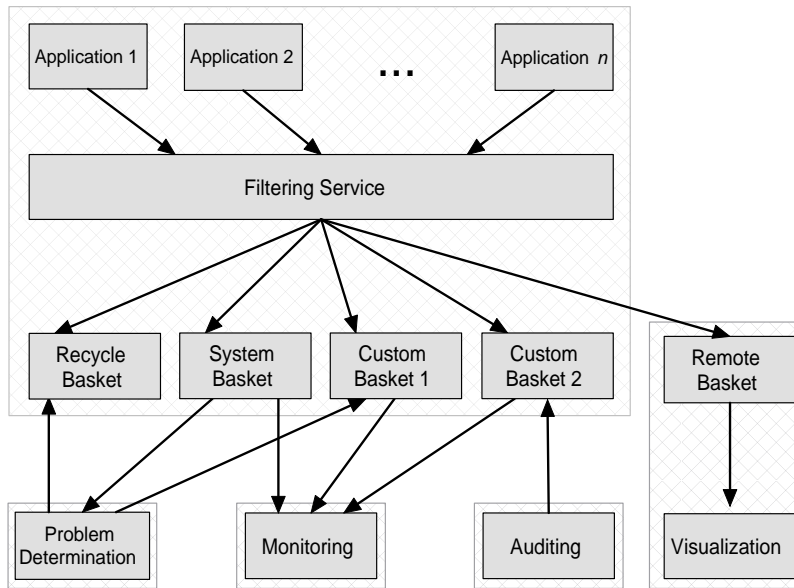 Application 1
Application 2
...
Application n
Filtering Service
Recycle
Basket
System
Basket
Custom
Basket 1
Custom
Basket 2
Remote
Basket
Problem
Determination
Monitoring
Auditing
Visualization